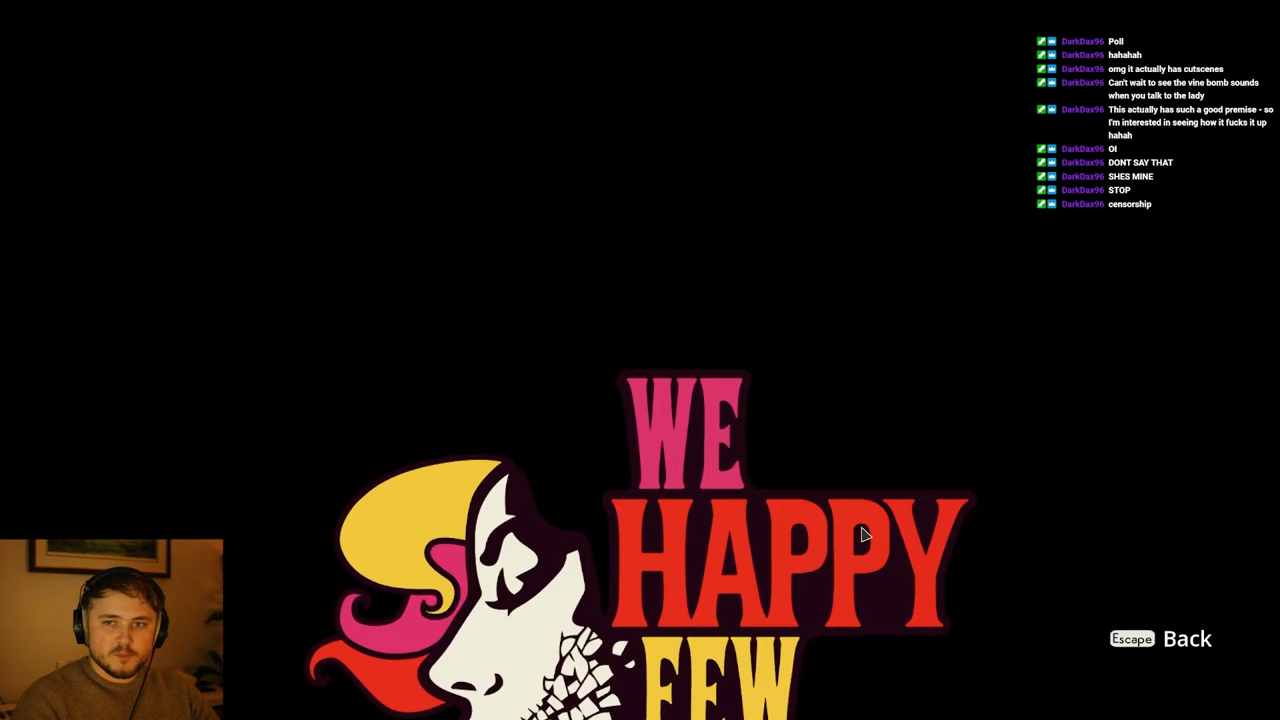 DarkDax96 Poll
DarkDax96 hahahah
DarkDax96 omg it actually has cutscenes
DarkDax96 Can't wait to see the vine bomb sounds
when you talk to the lady
DarkDax96 This actually has such a good premise - so
I'm interested in seeing how it fucks it up
hahah
DarkDax96 OI
DarkDax96 DONT SAY THAT
DarkDax96 SHES MINE
DarkDax96 STOP
DarkDax96 censorship
WE
HAPPY
FEW
Escape Back